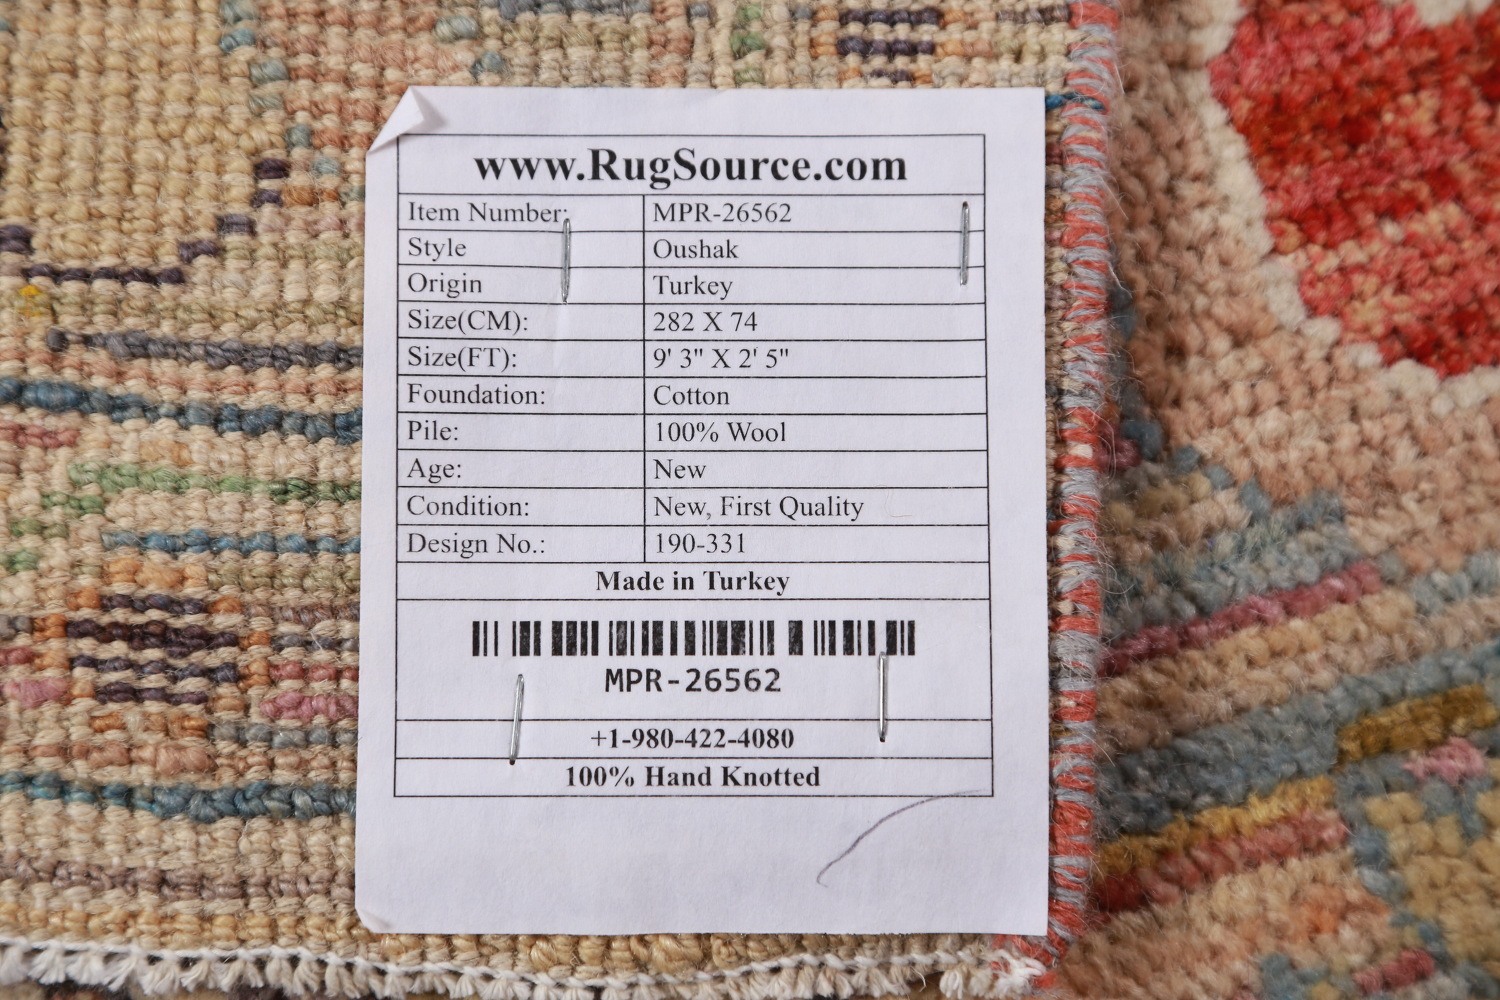 www.RugSource.com
Item Number: MPR-26562
Style Oushak
Origin Turkey
Size(CM): 282 X 74
Size(FT): 9' 3" X 2' 5"
Foundation: Cotton
Pile: 100% Wool
Age: New
Condition: New, First Quality
Design No.: 190-331
Made in Turkey
MPR-26562
+1-980-422-4080
100% Hand Knotted